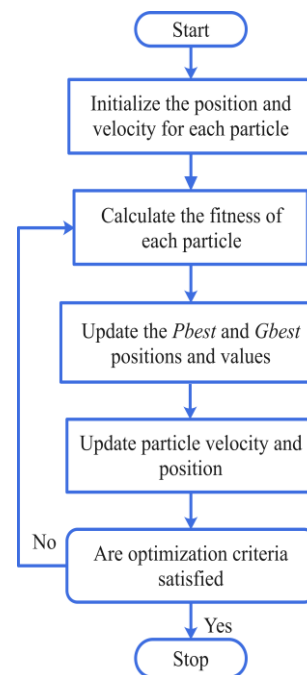 Start
Initialize the position and
velocity for each particle
Calculate the fitness of
each particle
Update the Pbest and Gbest
positions and values
Update particle velocity and
position
No
Are optimization criteria
satisfied
Yes
Stop